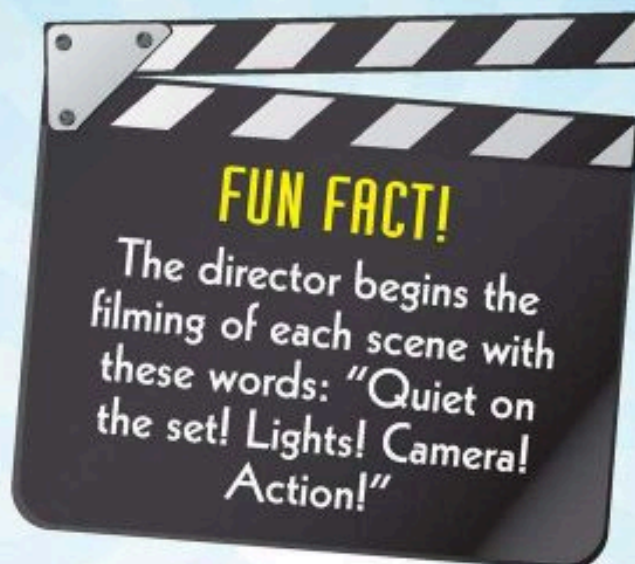 FUN FACT!
The director begins the
filming of each scene with
these words: "Quiet on
the set! Lights! Camera!
Action!"